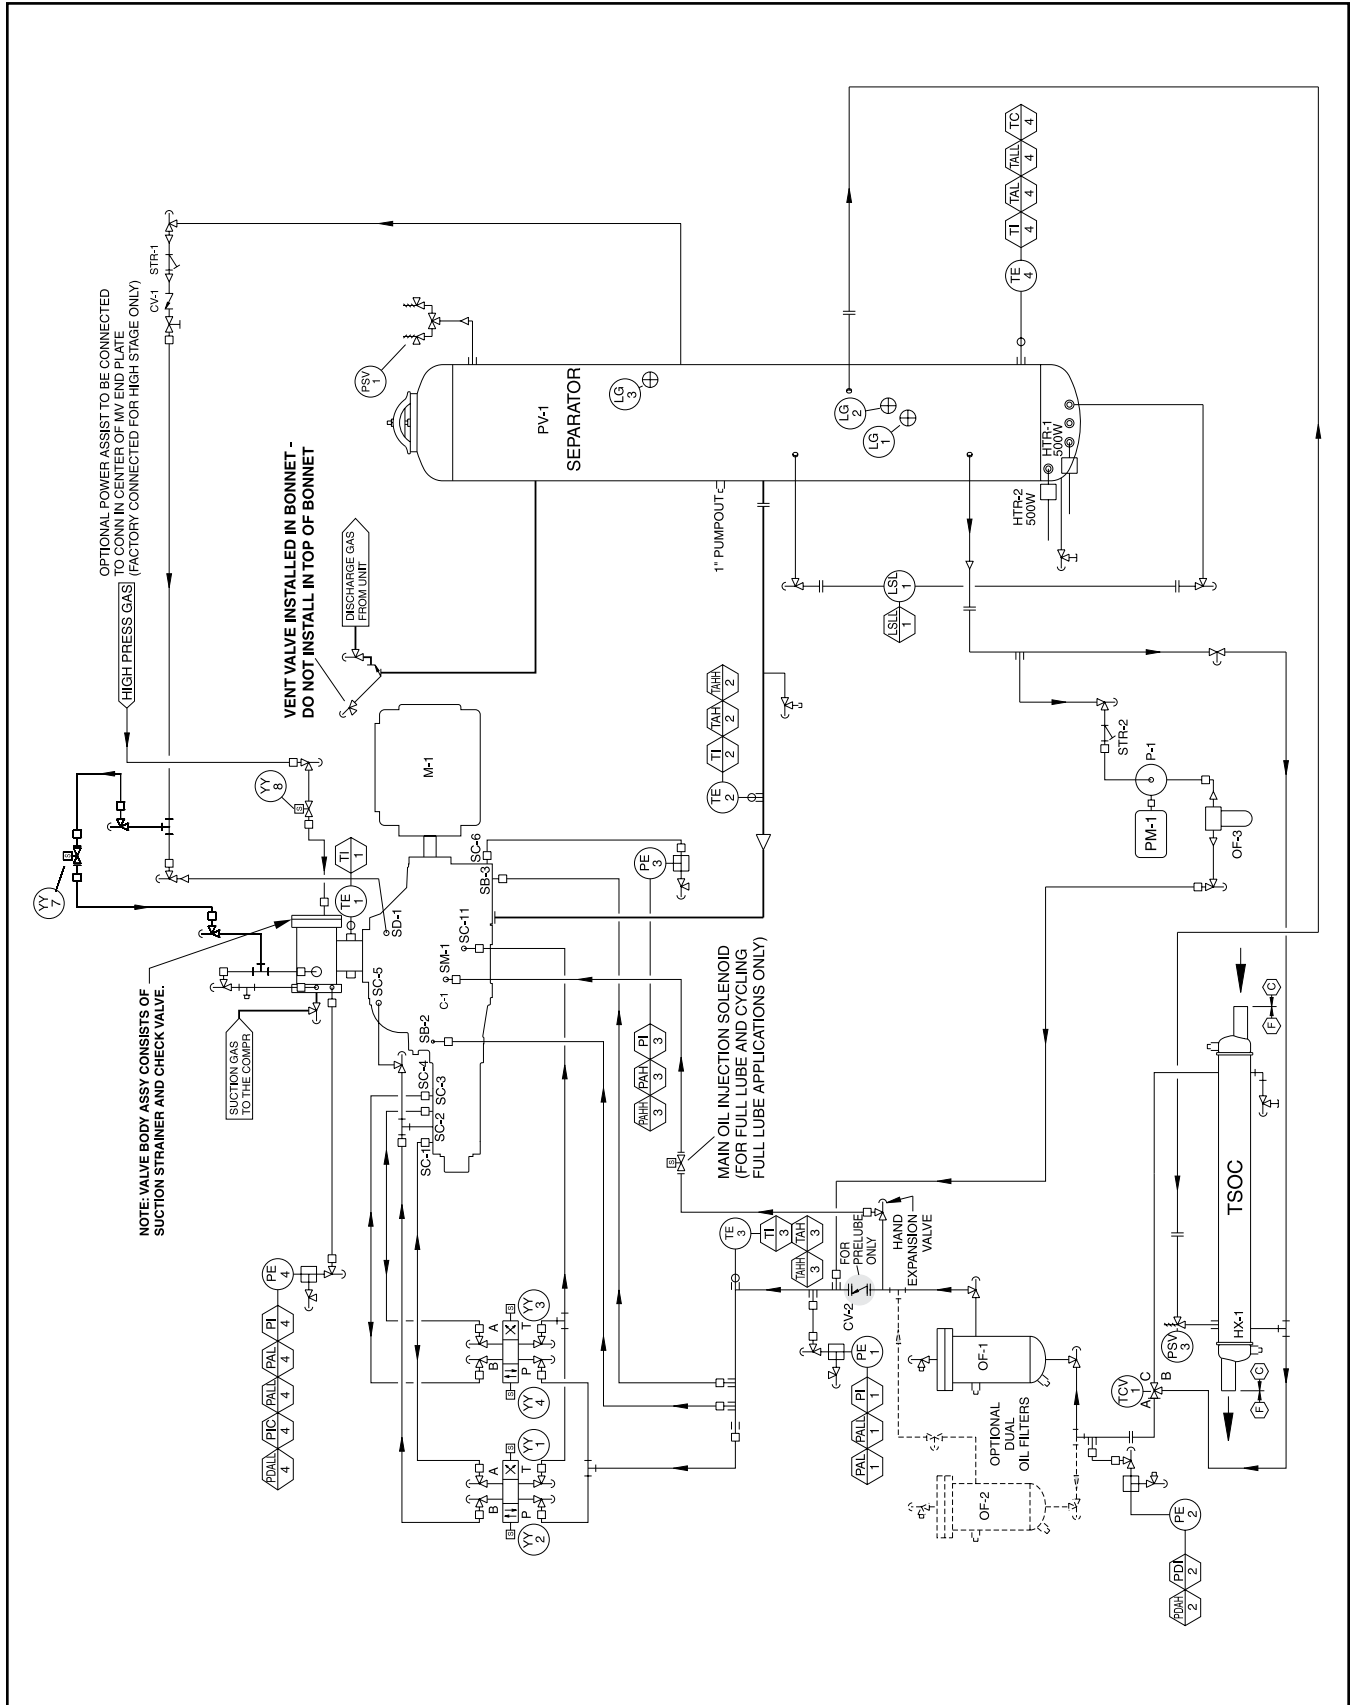 OPTIONAL POWER ASSIST TO BE CONNECTED
TO CONN IN CENTER OF MV END PLATE
(FACTORY CONNECTED FOR HIGH STAGE ONLY)
HIGH PRESS GAS
CV-1
STR-1
VENT VALVE INSTALLED IN BONNET -
DO NOT INSTALL IN TOP OF BONNET
DISCHARGE GAS
FROM UNIT
PSV
1
PV-1
SEPARATOR
LG
3
LG
2
LG
1
HTR-1
500W
HTR-2
500W
1" PUMPOUT
TE
4
TI
4
TAL
4
TALL
4
TC
4
LSL
1
LSLL
1
YY
7
S
YY
8
S
M-1
TE
1
TI
1
NOTE: VALVE BODY ASSY CONSISTS OF
SUCTION STRAINER AND CHECK VALVE.
SUCTION GAS
TO THE COMPR
SD-1
SC-5
SC-6
SB-3
SC-11
SM-1
C-1
SB-2
SC-4
SC-3
SC-2
SC-1
PE
3
PAHH
3
PAH
3
PI
3
TE
2
TI
2
TAH
2
TAHH
2
STR-2
P-1
PM-1
OF-3
MAIN OIL INJECTION SOLENOID
(FOR FULL LUBE AND CYCLING
FULL LUBE APPLICATIONS ONLY)
S
PE
4
PDALL
4
PIC
4
PALL
4
PAL
4
PI
4
S
A
B
T
P
S
YY
3
YY
4
S
A
B
T
P
S
YY
1
YY
2
TE
3
TI
3
TAHH
3
TAH
3
FOR
PRELUBE
ONLY
CV-2
HAND
EXPANSION
VALVE
PE
1
PAL
1
PALL
1
PI
1
OF-1
OPTIONAL
DUAL
OIL FILTERS
OF-2
PE
2
PDAH
2
PDI
2
TCV
1
A
C
B
PSV
3
HX-1
TSOC
F
C
F
C